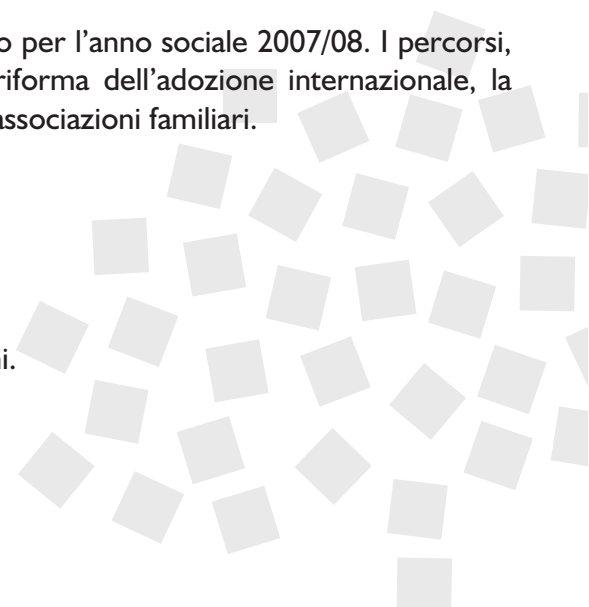 o per l’anno sociale 2007/08. I percorsi,
riforma dell’adozione internazionale, la
associazioni familiari.
i.